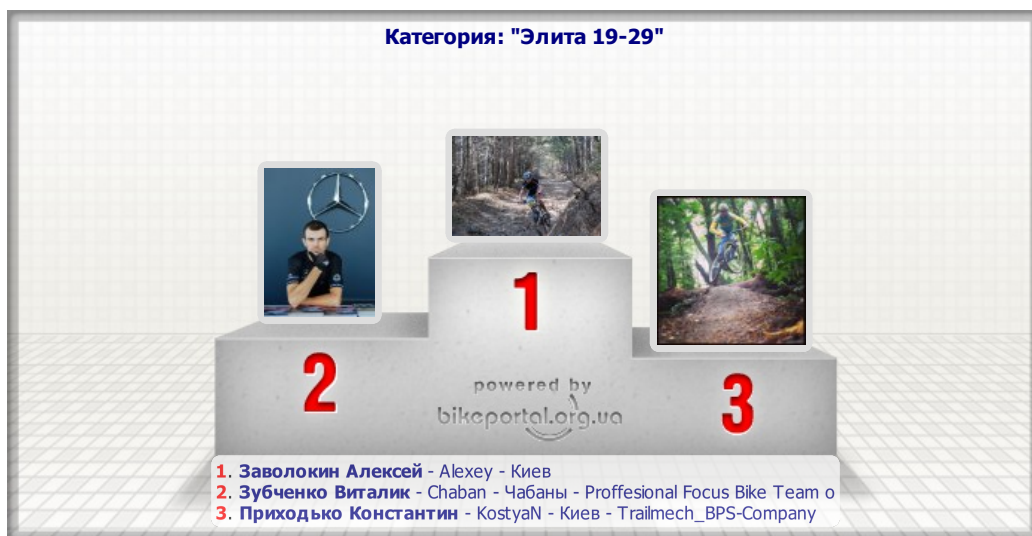 Категория: "Элита 19-29"
1
2
3
powered by
bikeportal.org.ua
1. Заволокин Алексей - Alexey - Киев
2. Зубченко Виталик - Chaban - Чабаны - Proffesional Focus Bike Team o
3. Приходько Константин - KostyaN - Киев - Trailmech_BPS-Company